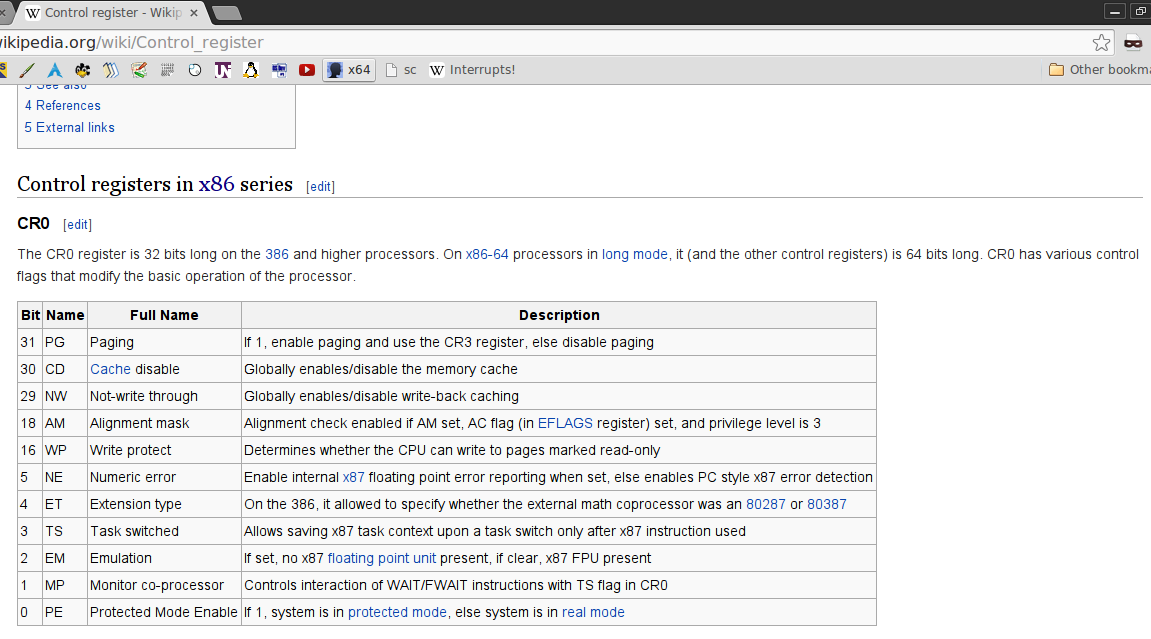 Control register - Wikip
ikipedia.org/wiki/Control_register
x64 sc Interrupts! Other bookma
3 See also
4 References
5 External links
Control registers in x86 series [edit]
CR0 [edit]
The CR0 register is 32 bits long on the 386 and higher processors. On x86-64 processors in long mode, it (and the other control registers) is 64 bits long. CR0 has various control
flags that modify the basic operation of the processor.
Bit Name Full Name Description
31 PG Paging If 1, enable paging and use the CR3 register, else disable paging
30 CD Cache disable Globally enables/disable the memory cache
29 NW Not-write through Globally enables/disable write-back caching
18 AM Alignment mask Alignment check enabled if AM set, AC flag (in EFLAGS register) set, and privilege level is 3
16 WP Write protect Determines whether the CPU can write to pages marked read-only
5 NE Numeric error Enable internal x87 floating point error reporting when set, else enables PC style x87 error detection
4 ET Extension type On the 386, it allowed to specify whether the external math coprocessor was an 80287 or 80387
3 TS Task switched Allows saving x87 task context upon a task switch only after x87 instruction used
2 EM Emulation If set, no x87 floating point unit present, if clear, x87 FPU present
1 MP Monitor co-processor Controls interaction of WAIT/FWAIT instructions with TS flag in CR0
0 PE Protected Mode Enable If 1, system is in protected mode, else system is in real mode